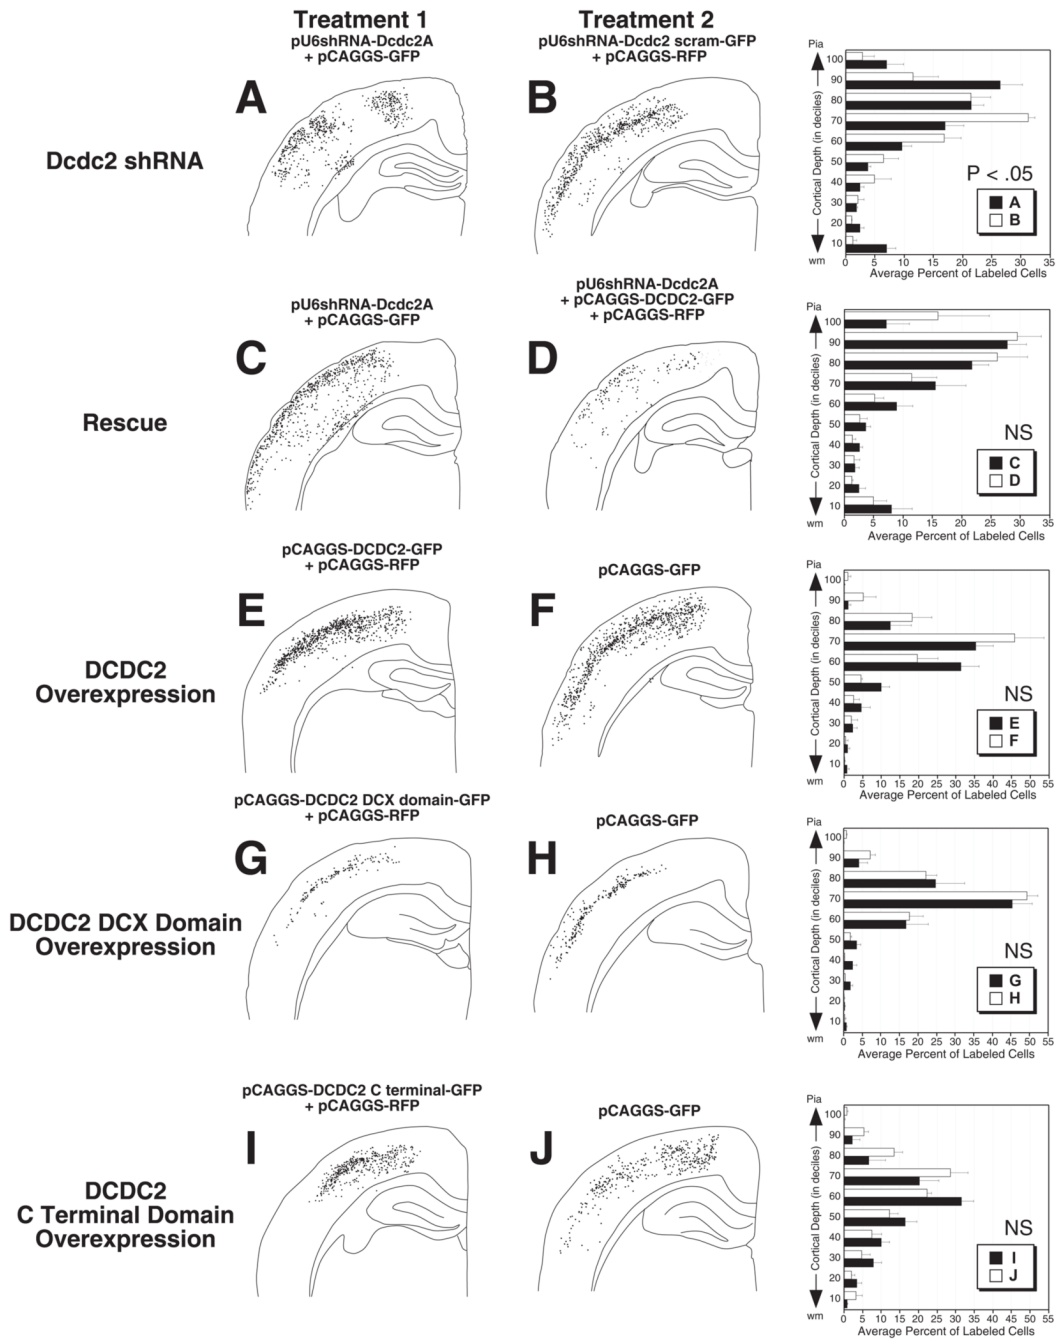 Treatment 1
pU6shRNA-Dcdc2A
+ pCAGGS-GFP
Treatment 2
pU6shRNA-Dcdc2 scram-GFP
+ pCAGGS-RFP
Dcdc2 shRNA
A
B
Pia
Cortical Depth (in deciles)
100
90
80
70
60
50
40
30
20
10
wm
P < .05
A
B
0 5 10 15 20 25 30 35
Average Percent of Labeled Cells
pU6shRNA-Dcdc2A
+ pCAGGS-GFP
pU6shRNA-Dcdc2A
+ pCAGGS-DCDC2-GFP
+ pCAGGS-RFP
Rescue
C
D
Pia
Cortical Depth (in deciles)
100
90
80
70
60
50
40
30
20
10
wm
NS
C
D
0 5 10 15 20 25 30 35
Average Percent of Labeled Cells
pCAGGS-DCDC2-GFP
+ pCAGGS-RFP
pCAGGS-GFP
DCDC2
Overexpression
E
F
Pia
Cortical Depth (in deciles)
100
90
80
70
60
50
40
30
20
10
wm
NS
E
F
0 5 10 15 20 25 30 35 40 45 50 55
Average Percent of Labeled Cells
pCAGGS-DCDC2 DCX domain-GFP
+ pCAGGS-RFP
pCAGGS-GFP
DCDC2 DCX Domain
Overexpression
G
H
Pia
Cortical Depth (in deciles)
100
90
80
70
60
50
40
30
20
10
wm
NS
G
H
0 5 10 15 20 25 30 35 40 45 50 55
Average Percent of Labeled Cells
pCAGGS-DCDC2 C terminal-GFP
+ pCAGGS-RFP
pCAGGS-GFP
DCDC2
C Terminal Domain
Overexpression
I
J
Pia
Cortical Depth (in deciles)
100
90
80
70
60
50
40
30
20
10
wm
NS
I
J
0 5 10 15 20 25 30 35 40 45 50 55
Average Percent of Labeled Cells